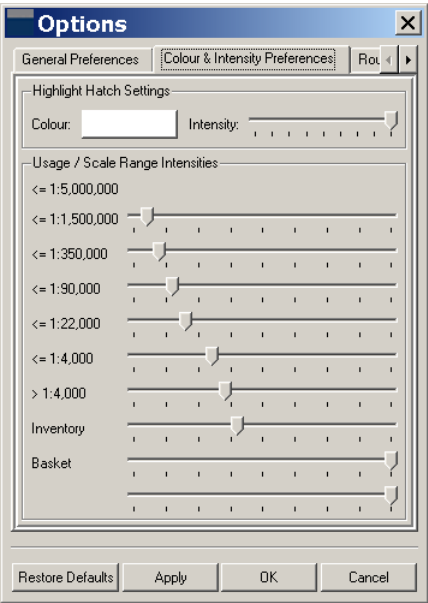 Options
General Preferences
Colour & Intensity Preferences
Highlight Hatch Settings
Colour:
Intensity:
Usage / Scale Range Intensities
<= 1:5,000,000
<= 1:1,500,000
<= 1:350,000
<= 1:90,000
<= 1:22,000
<= 1:4,000
> 1:4,000
Inventory
Basket
Restore Defaults
Apply
OK
Cancel